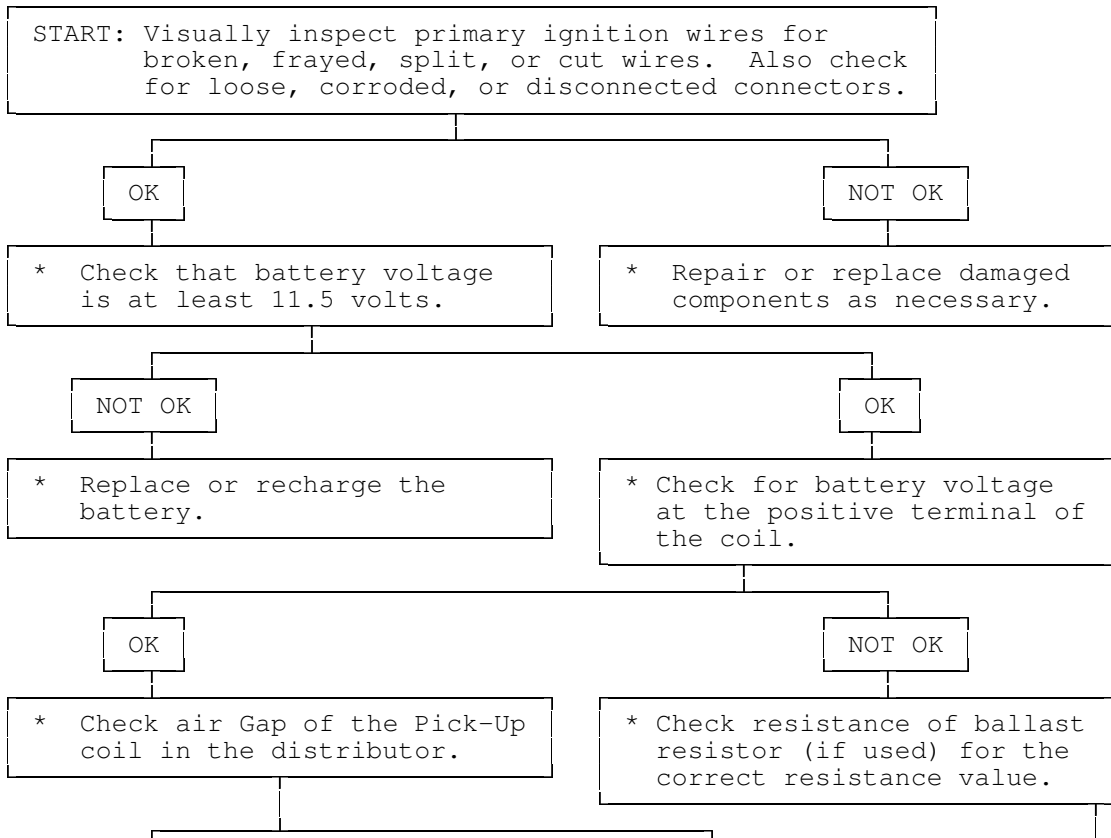 START: Visually inspect primary ignition wires for
broken, frayed, split, or cut wires. Also check
for loose, corroded, or disconnected connectors.
OK
NOT OK
* Check that battery voltage
is at least 11.5 volts.
* Repair or replace damaged
components as necessary.
NOT OK
OK
* Replace or recharge the
battery.
* Check for battery voltage
at the positive terminal of
the coil.
OK
NOT OK
* Check air Gap of the Pick-Up
coil in the distributor.
* Check resistance of ballast
resistor (if used) for the
correct resistance value.